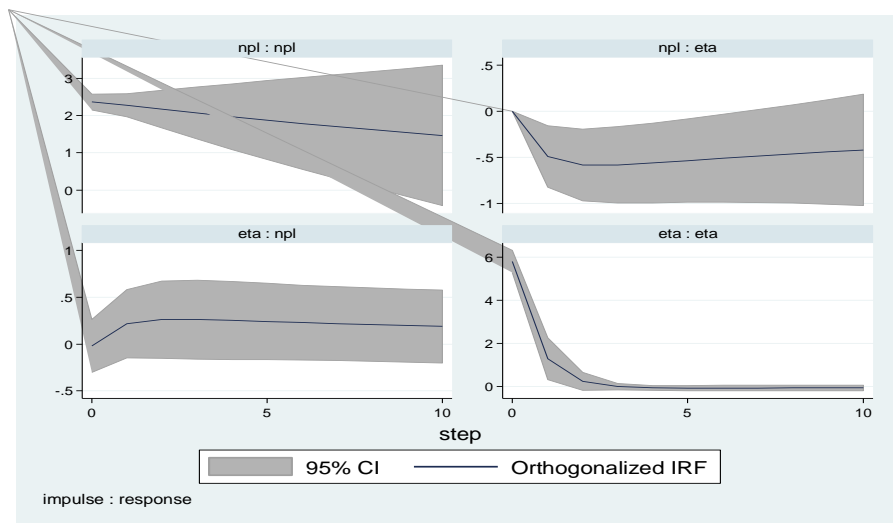 npl : npl
npl : eta
3
2
1
0
.5
0
-.5
-1
eta : npl
eta : eta
1
.5
0
-.5
6
4
2
0
0 5 10
0 5 10
step
95% CI Orthogonalized IRF
impulse : response